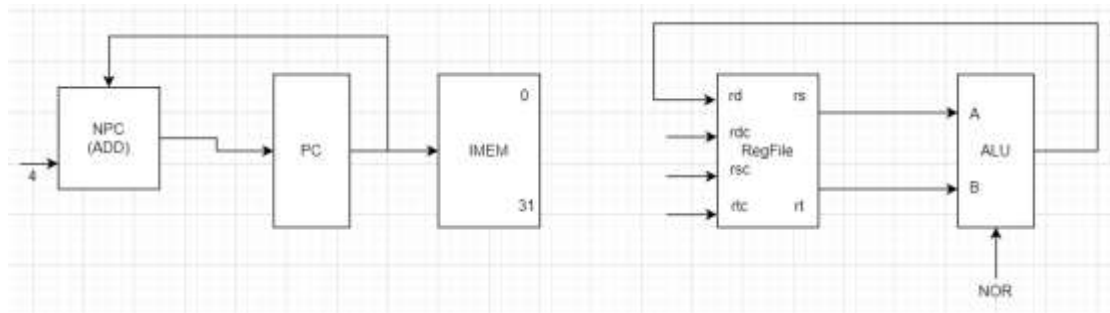 NPC
(ADD)
4
PC
0
IMEM
31
rd rs
rdc
RegFile
rsc
rtc rt
A
ALU
B
NOR